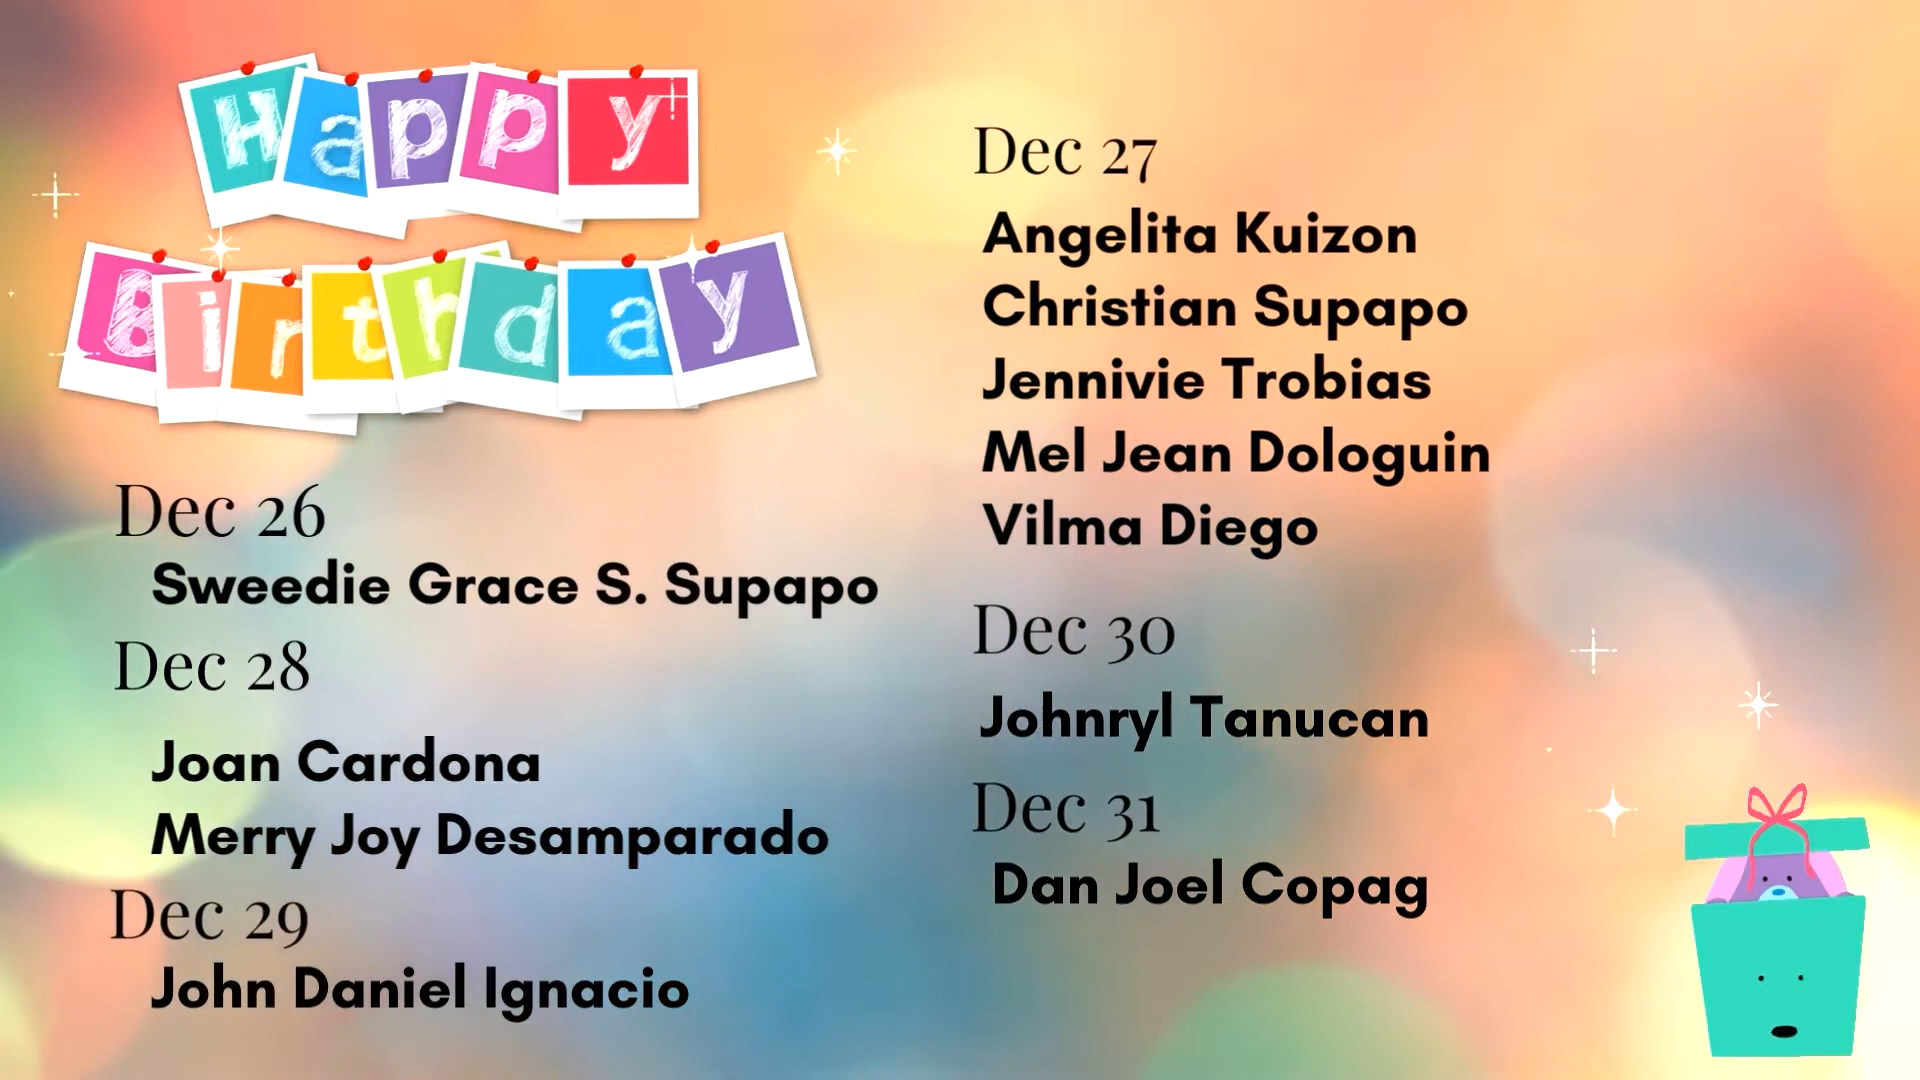 Happy
Birthday
Dec 26
Sweedie Grace S. Supapo
Dec 28
Joan Cardona
Merry Joy Desamparado
Dec 29
John Daniel Ignacio
Dec 27
Angelita Kuizon
Christian Supapo
Jennivie Trobias
Mel Jean Dologuin
Vilma Diego
Dec 30
Johnryl Tanucan
Dec 31
Dan Joel Copag